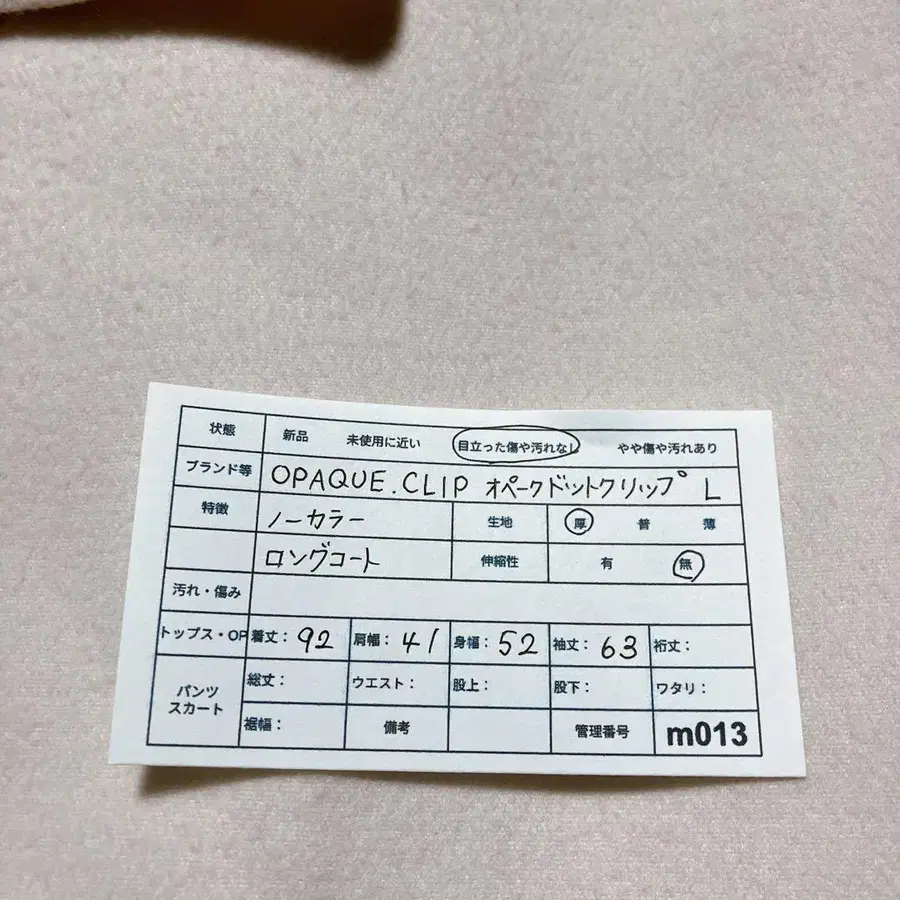 状態 新品 未使用に近い 目立った傷や汚れなし やや傷や汚れあり
ブランド等 OPAQUE.CLIP オペークドットクリップ L
特徴 ノーカラー 生地 厚 普 薄
ロングコート 伸縮性 有 無
汚れ・傷み
トップス・OP 着丈： 92 肩幅： 41 身幅： 52 袖丈： 63 裄丈：
パンツ スカート 総丈： ウエスト： 股上： 股下： ワタリ：
裾幅： 備考 管理番号 m013